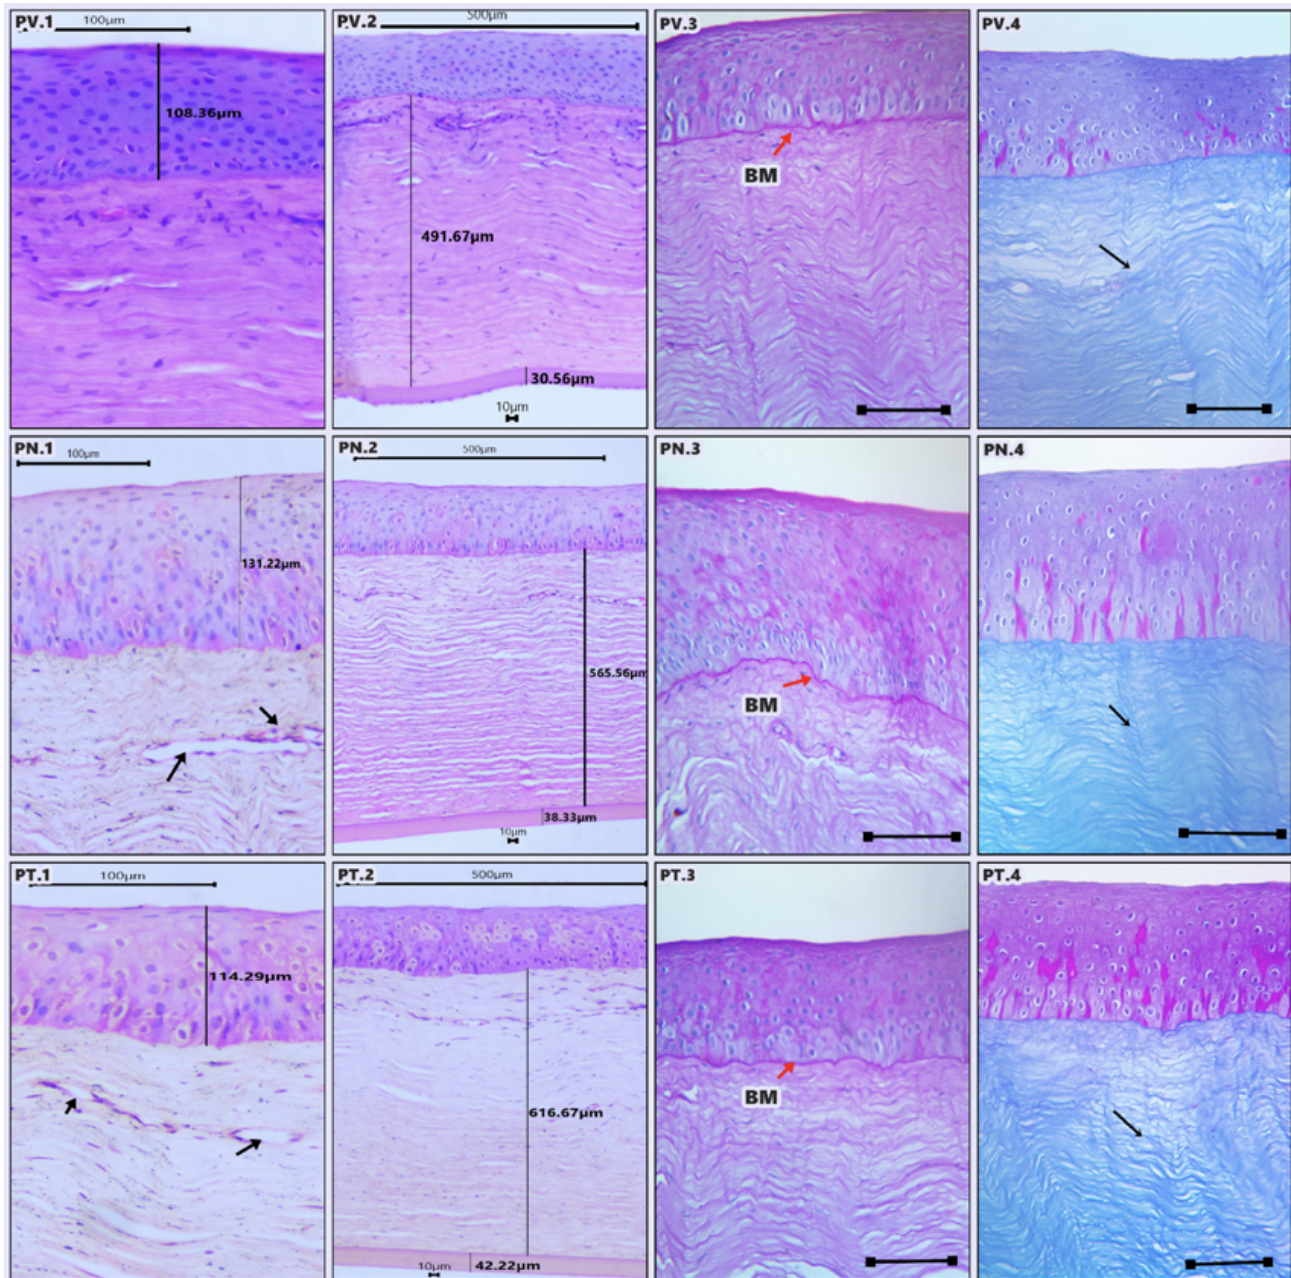 PV.1
100µm
108.36µm
PV.2
500µm
491.67µm
30.56µm
10µm
PV.3
BM
PV.4
PN.1
100µm
131.22µm
PN.2
500µm
565.56µm
38.33µm
10µm
PN.3
BM
PN.4
PT.1
100µm
114.29µm
PT.2
500µm
616.67µm
10µm
42.22µm
PT.3
BM
PT.4